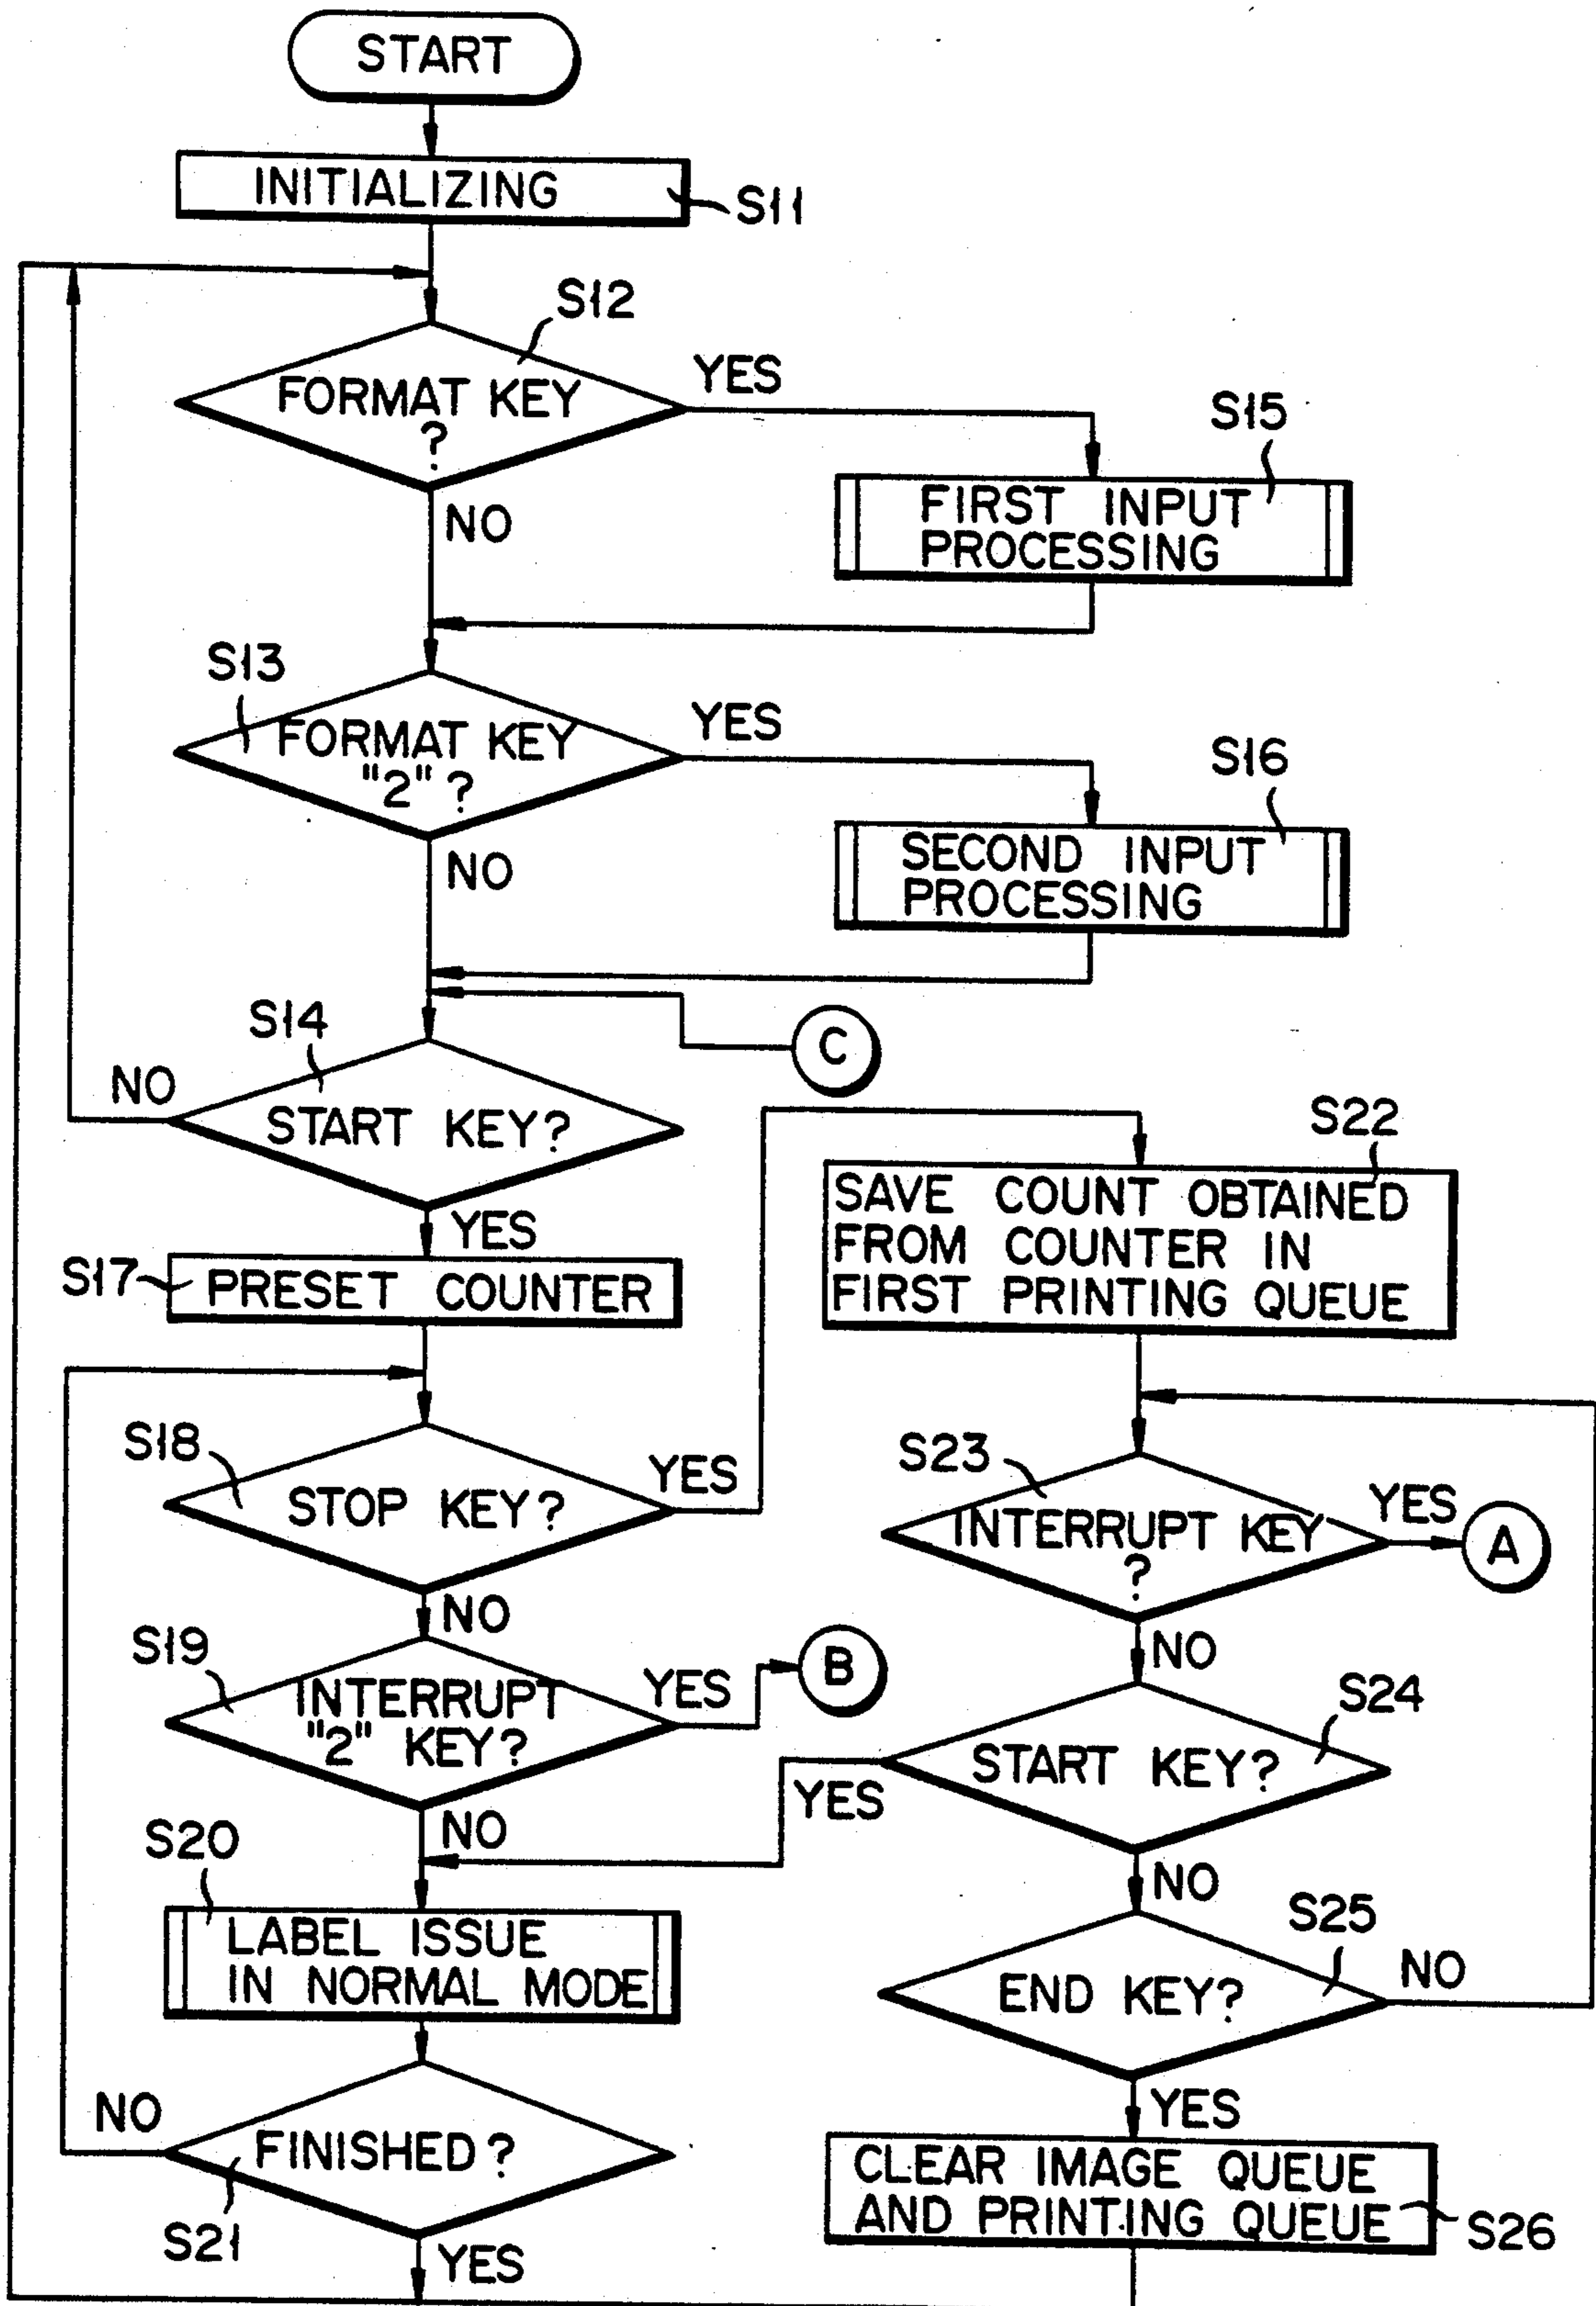 START
INITIALIZING
S11
S12
FORMAT KEY
?
YES
NO
S15
FIRST INPUT
PROCESSING
S13
FORMAT KEY
"2" ?
YES
NO
S16
SECOND INPUT
PROCESSING
C
S14
START KEY?
NO
YES
S17
PRESET COUNTER
S18
STOP KEY?
YES
NO
S19
INTERRUPT
"2" KEY?
YES
B
NO
S20
LABEL ISSUE
IN NORMAL MODE
FINISHED ?
NO
S21
YES
S22
SAVE COUNT OBTAINED
FROM COUNTER IN
FIRST PRINTING QUEUE
S23
INTERRUPT KEY
?
YES
A
NO
S24
START KEY?
YES
NO
S25
END KEY?
NO
YES
CLEAR IMAGE QUEUE
AND PRINTING QUEUE
S26